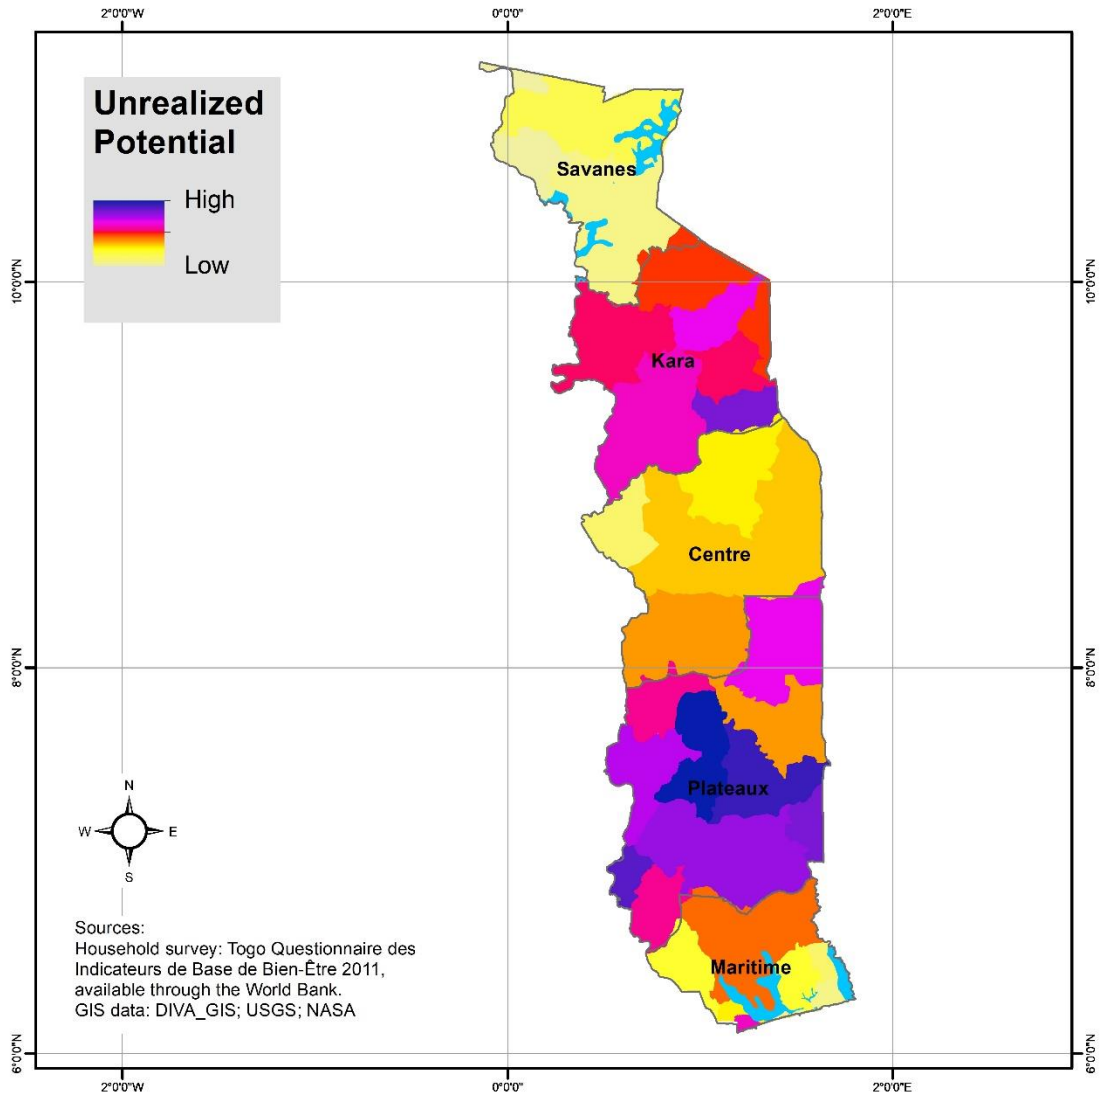 2°0'0"W 0°0'0" 2°0'0"E
Unrealized
Potential
High
Low
Savanes
10°0'0"N 10°0'0"N
Kara
Centre
8°0'0"N 8°0'0"N
Plateaux
N
W E
S
Sources:
Household survey: Togo Questionnaire des
Indicateurs de Base de Bien-Être 2011,
available through the World Bank.
GIS data: DIVA_GIS; USGS; NASA
Maritime
6°0'0"N 6°0'0"N
2°0'0"W 0°0'0" 2°0'0"E